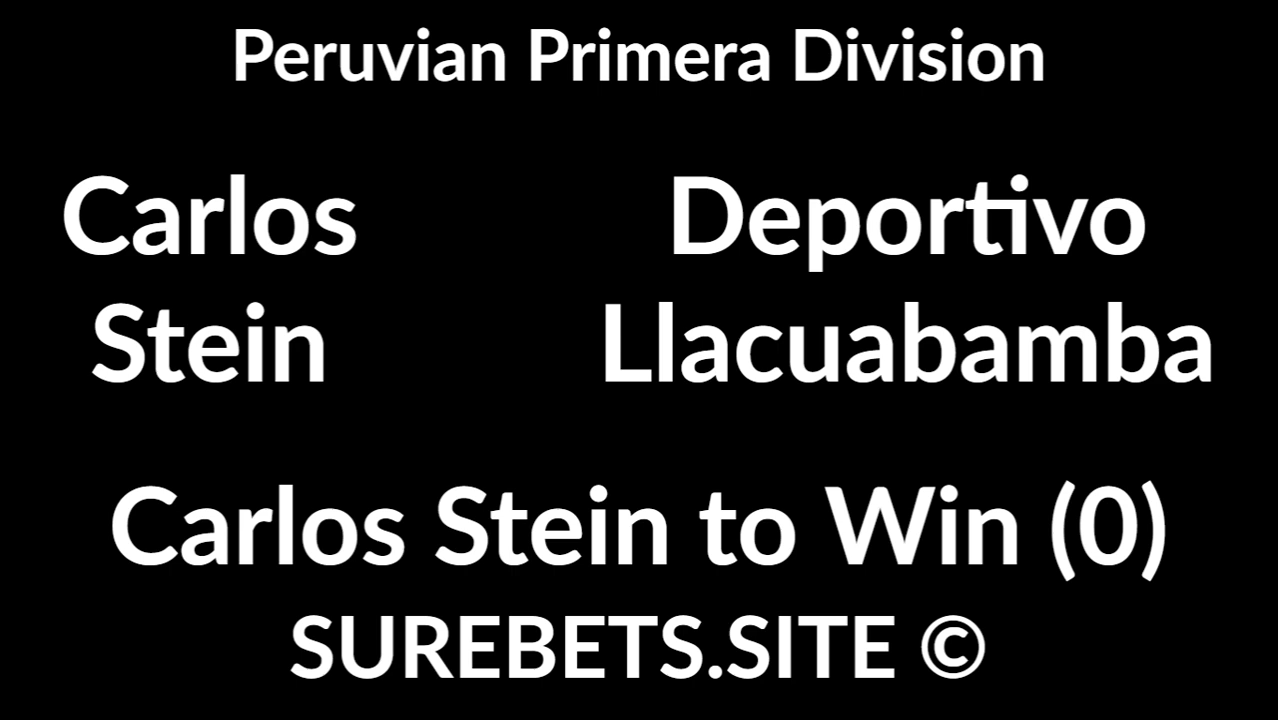 Peruvian Primera Division
Carlos Stein
Deportivo Llacuabamba
Carlos Stein to Win (0)
SUREBETS.SITE ©